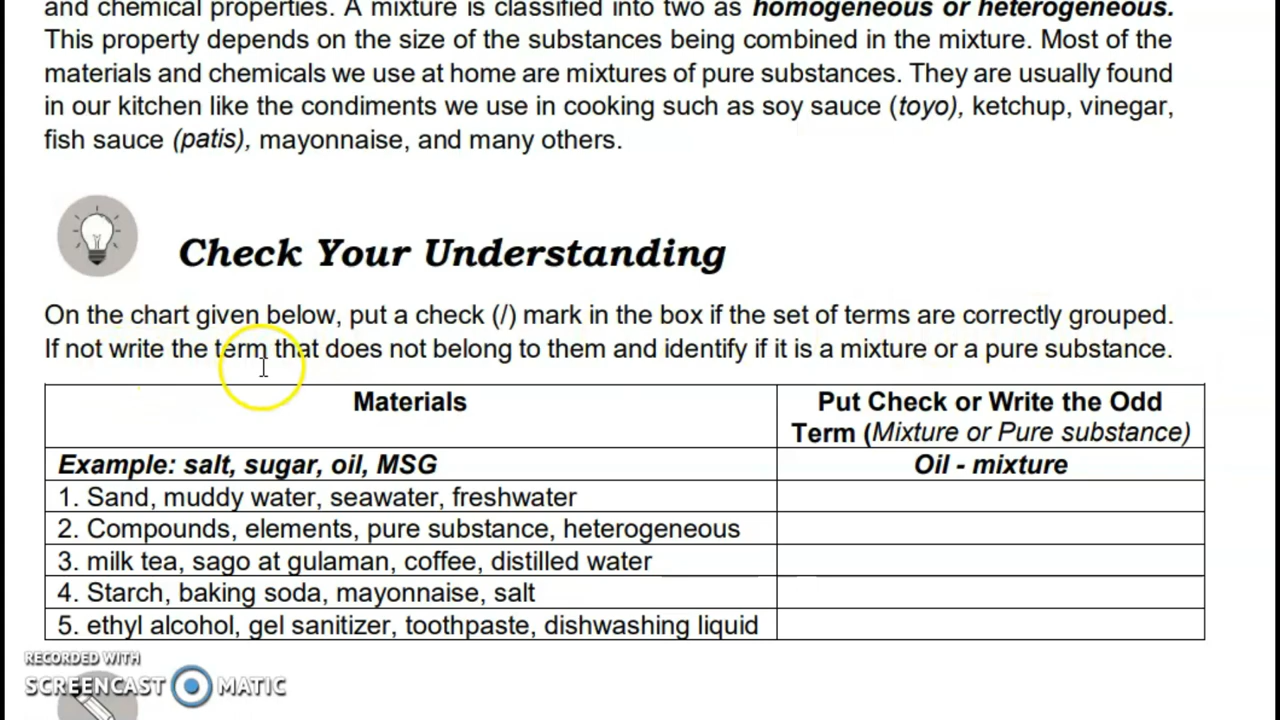 and chemical properties. A mixture is classified into two as homogeneous or heterogeneous.
This property depends on the size of the substances being combined in the mixture. Most of the
materials and chemicals we use at home are mixtures of pure substances. They are usually found
in our kitchen like the condiments we use in cooking such as soy sauce (toyo), ketchup, vinegar,
fish sauce (patis), mayonnaise, and many others.
Check Your Understanding
On the chart given below, put a check (/) mark in the box if the set of terms are correctly grouped.
If not write the term that does not belong to them and identify if it is a mixture or a pure substance.
Materials
Put Check or Write the Odd
Term (Mixture or Pure substance)
Example: salt, sugar, oil, MSG
Oil - mixture
1. Sand, muddy water, seawater, freshwater
2. Compounds, elements, pure substance, heterogeneous
3. milk tea, sago at gulaman, coffee, distilled water
4. Starch, baking soda, mayonnaise, salt
5. ethyl alcohol, gel sanitizer, toothpaste, dishwashing liquid
RECORDED WITH
SCREENCAST MATIC